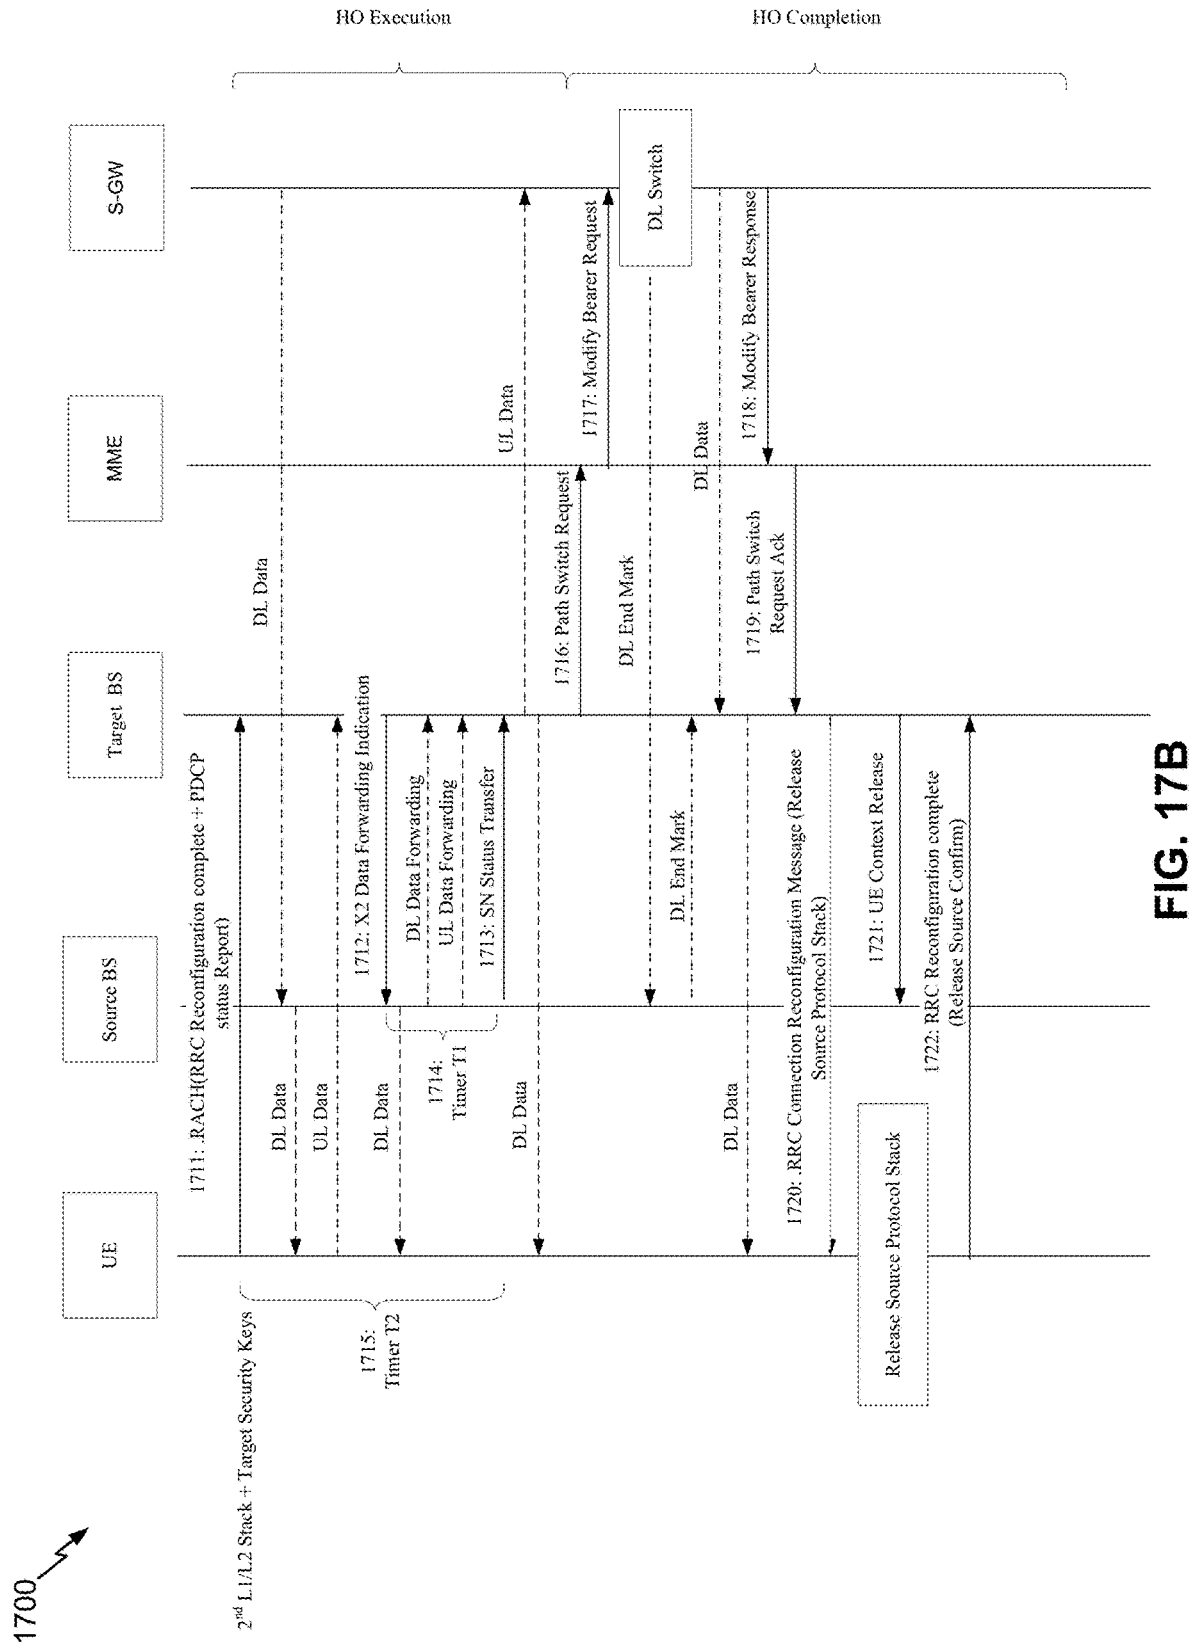 1700
UE
Source BS
Target BS
MME
S-GW
HO Execution
HO Completion
2nd L1/L2 Stack + Target Security Keys
1711: .RACH(RRC Reconfiguration complete + PDCP
status Report)
DL Data
DL Data
UL Data
1712: X2 Data Forwarding Indication
DL Data
DL Data Forwarding
UL Data Forwarding
1713: SN Status Transfer
1714:
Timer T1
1715:
Timer T2
UL Data
DL Data
1716: Path Switch Request
1717: Modify Bearer Request
DL Switch
DL End Mark
DL End Mark
DL Data
DL Data
1718: Modify Bearer Response
1719: Path Switch
Request Ack
1720: .RRC Connection Reconfiguration Message (Release
Source Protocol Stack)
1721: UE Context Release
Release Source Protocol Stack
1722: RRC Reconfiguration complete
(Release Source Confirm)
FIG. 17B